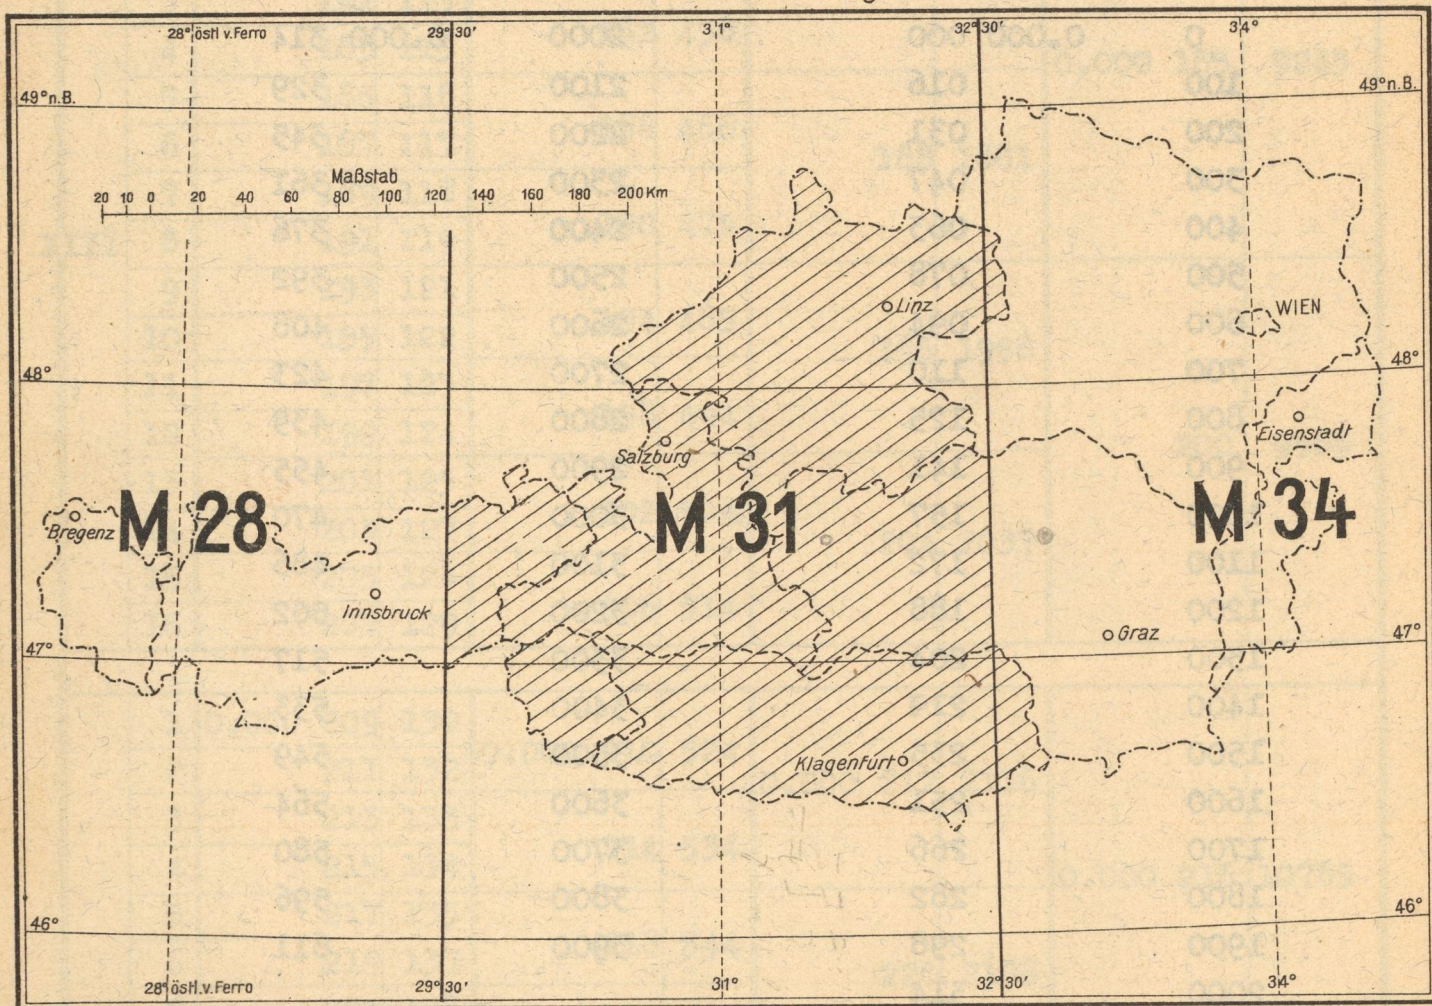 28° östl v. Ferro
29° 30'
31°
32° 30'
34°
49° n.B.
49° n.B.
Maßstab
20 10 0 20 40 60 80 100 120 140 160 180 200 Km
Linz
WIEN
48°
48°
Eisenstadt
Salzburg
Bregenz
M 28
M 31
M 34
Innsbruck
Graz
47°
47°
Klagenfurt
46°
46°
28° östl. v. Ferro
29° 30'
31°
32° 30'
34°